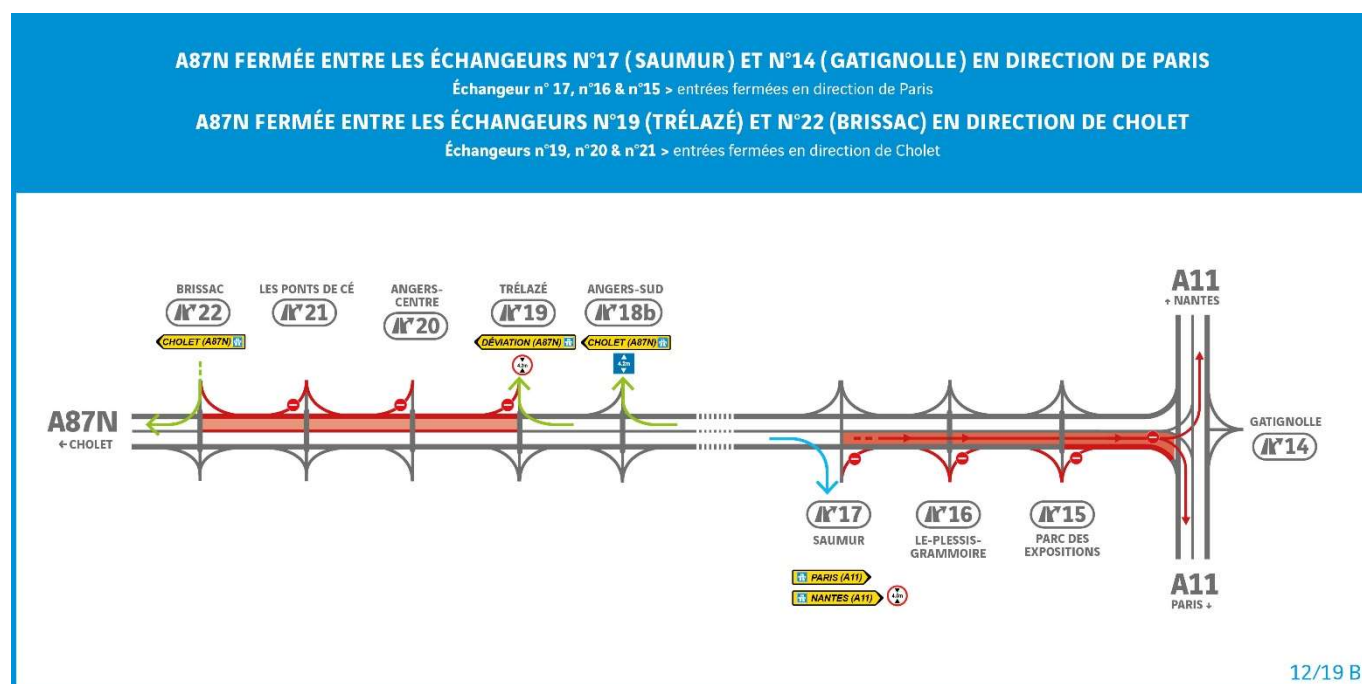 A87N FERMÉE ENTRE LES ÉCHANGEURS N°17 (SAUMUR) ET N°14 (GATIGNOLLE) EN DIRECTION DE PARIS
Échangeur n° 17, n°16 & n°15 > entrées fermées en direction de Paris
A87N FERMÉE ENTRE LES ÉCHANGEURS N°19 (TRÉLAZÉ) ET N°22 (BRISSAC) EN DIRECTION DE CHOLET
Échangeurs n°19, n°20 & n°21 > entrées fermées en direction de Cholet
BRISSAC
22
CHOLET (A87N)
LES PONTS DE CÉ
21
ANGERS-
CENTRE
20
TRÉLAZÉ
19
DÉVIATION (A87N)
ANGERS-SUD
18b
CHOLET (A87N)
4.2m
A11
↑ NANTES
A87N
← CHOLET
GATIGNOLLE
14
17
SAUMUR
16
LE-PLESSIS-
GRAMMOIRE
15
PARC DES
EXPOSITIONS
PARIS (A11)
NANTES (A11)
A11
PARIS ↓
12/19 B